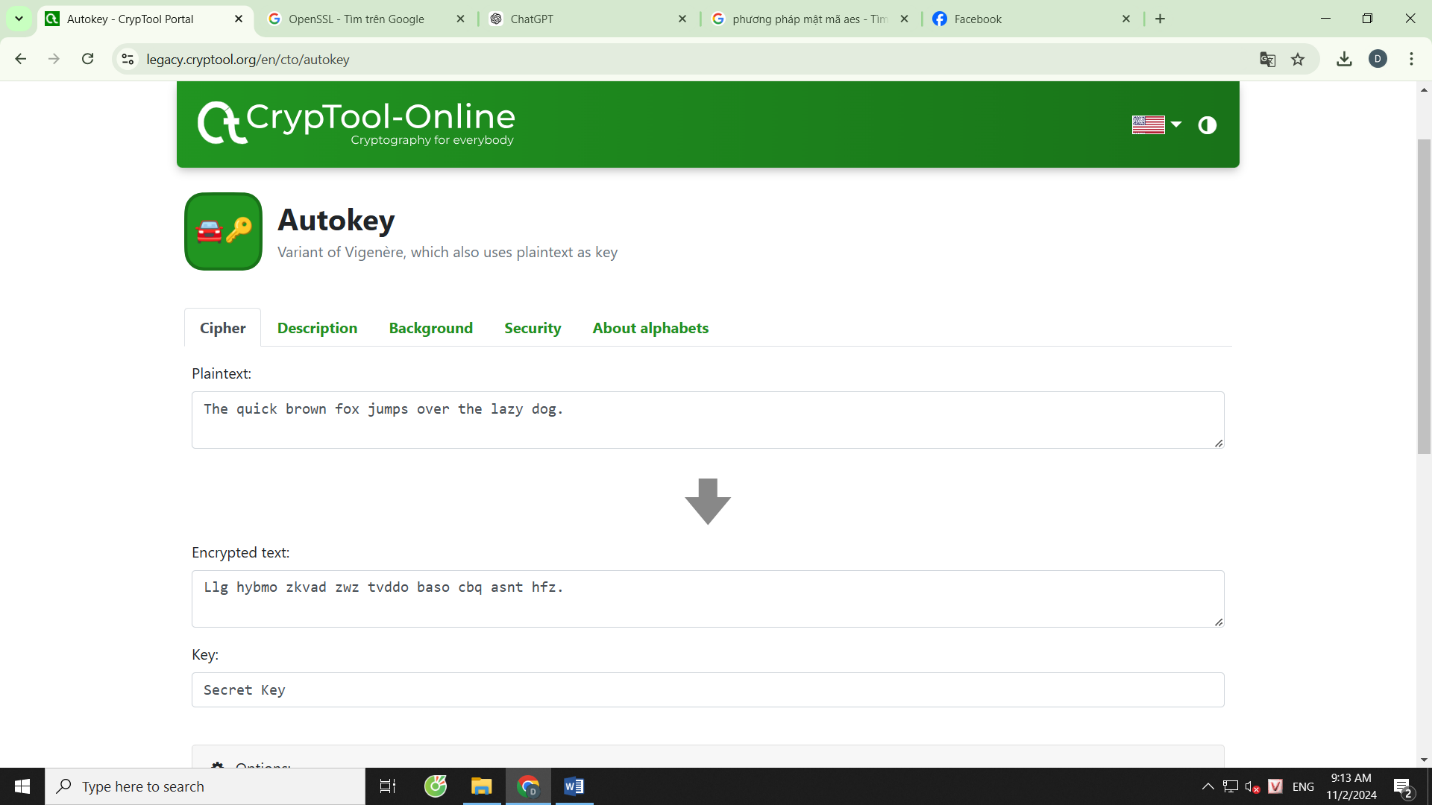 Autokey - CrypTool Portal
OpenSSL - Tìm trên Google
ChatGPT
phương pháp mật mã aes - Tìm
Facebook
legacy.cryptool.org/en/cto/autokey
D
CrypTool-Online
Cryptography for everybody
Autokey
Variant of Vigenère, which also uses plaintext as key
Cipher
Description
Background
Security
About alphabets
Plaintext:
The quick brown fox jumps over the lazy dog.
Encrypted text:
Llg hybmo zkvad zwz tvddo baso cbq asnt hfz.
Key:
Secret Key
Options:
Type here to search
ENG
9:13 AM
11/2/2024
2